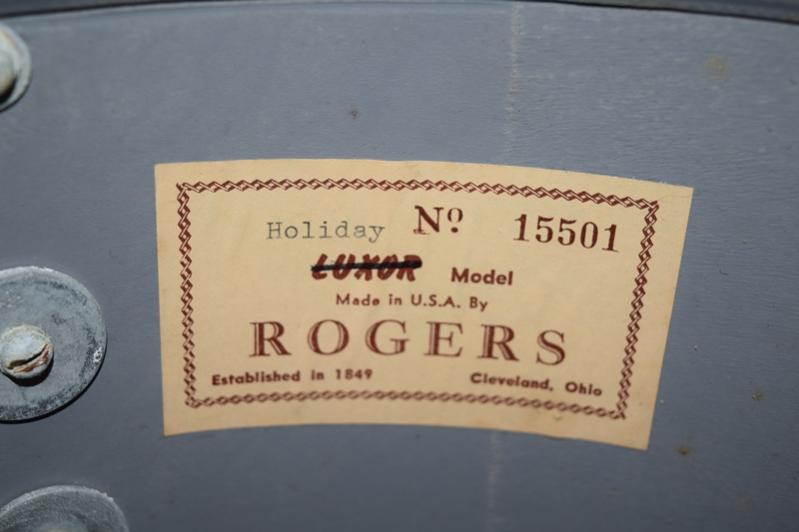 Holiday Nº 15501
LUXOR Model
Made in U.S.A. By
ROGERS
Established in 1849 Cleveland, Ohio